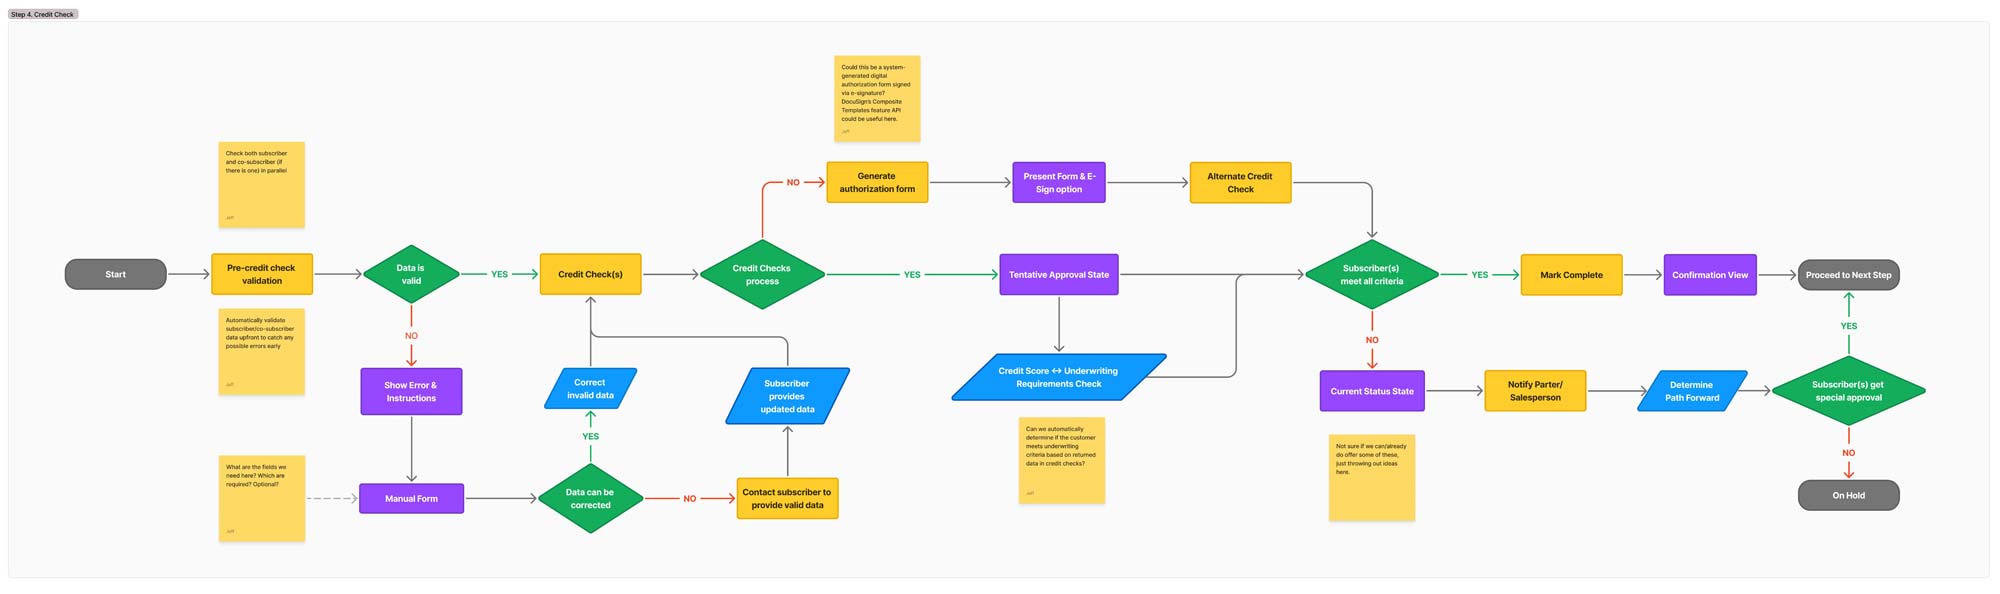 Step 4. Credit Check
Could this be a system-
generated digital
authorization form signed
via e-signature?
DocuSign's Composite
Templates feature API
could be useful here.
Jeff
Check both subscriber
and co-subscriber (if
there is one) in parallel
Jeff
NO
Generate
authorization form
Present Form & E-
Sign option
Alternate Credit
Check
Start
Pre-credit check
validation
Data is
valid
YES
Credit Check(s)
Credit Checks
process
YES
Tentative Approval State
Subscriber(s)
meet all criteria
YES
Mark Complete
Confirmation View
Proceed to Next Step
Automatically validate
subscriber/co-subscriber
data upfront to catch any
possible errors early
Jeff
NO
NO
YES
Show Error &
Instructions
Correct
invalid data
Subscriber
provides
updated data
Credit Score ↔ Underwriting
Requirements Check
Current Status State
Notify Parter/
Salesperson
Determine
Path Forward
Subscriber(s) get
special approval
YES
Can we automatically
determine if the customer
meets underwriting
criteria based on returned
data in credit checks?
Jeff
Not sure if we can/already
do offer some of these,
just throwing out ideas
here.
NO
What are the fields we
need here? Which are
required? Optional?
Jeff
Manual Form
Data can be
corrected
NO
Contact subscriber to
provide valid data
On Hold